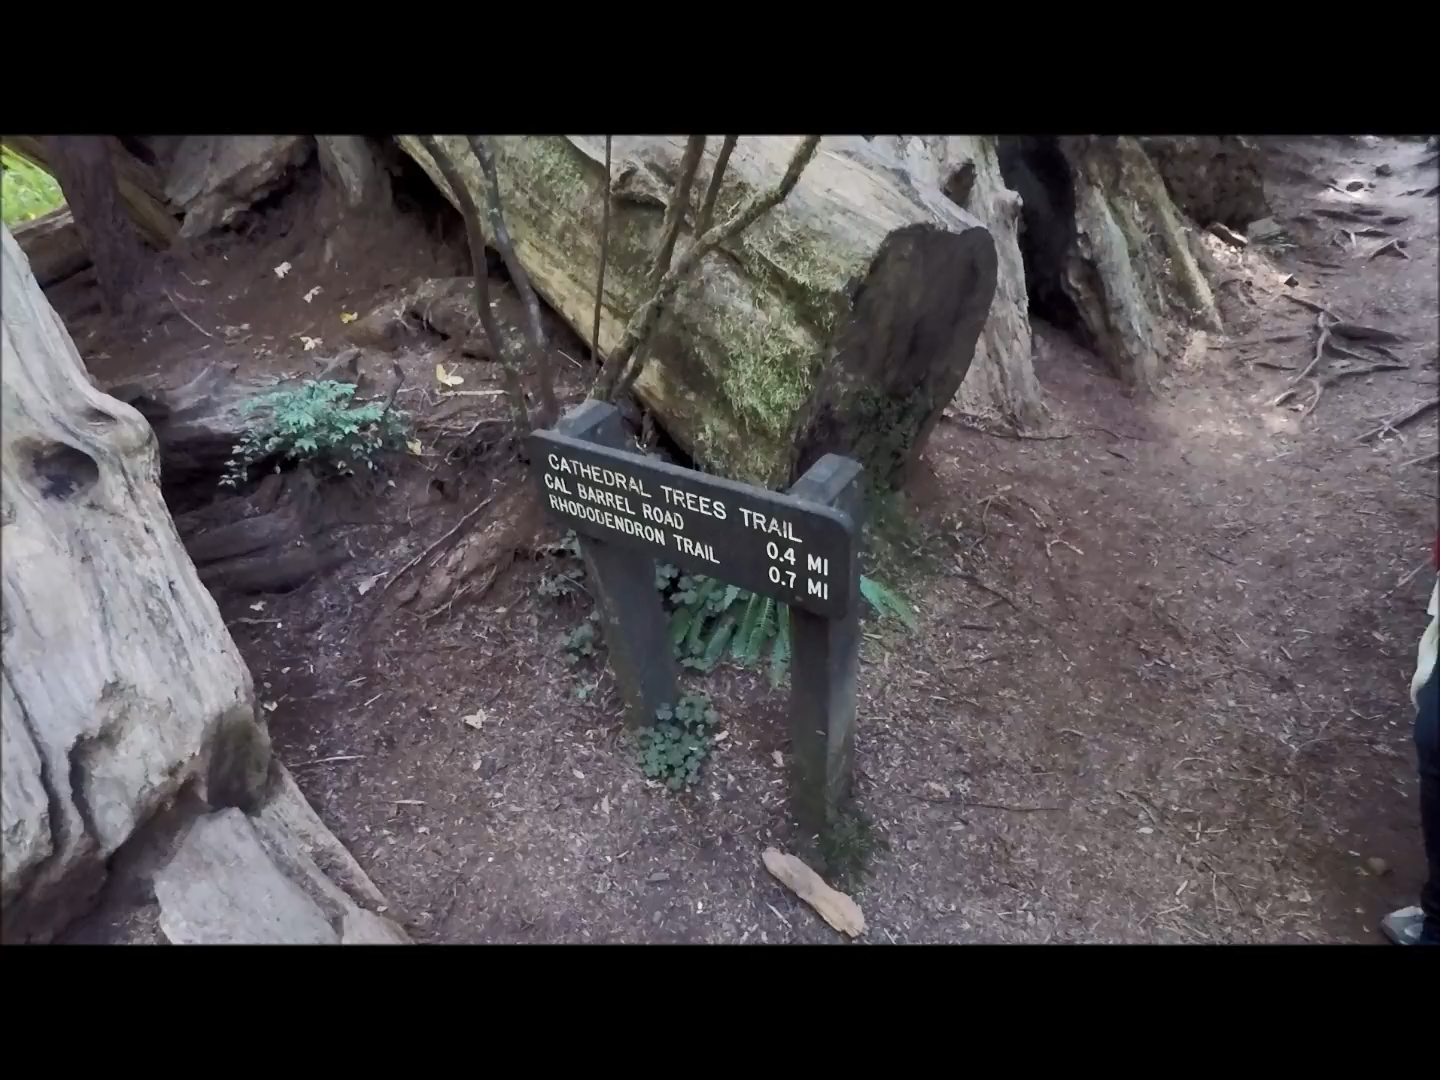 CATHEDRAL TREES TRAIL
CAL BARREL ROAD 0.4 MI
RHODODENDRON TRAIL 0.7 MI